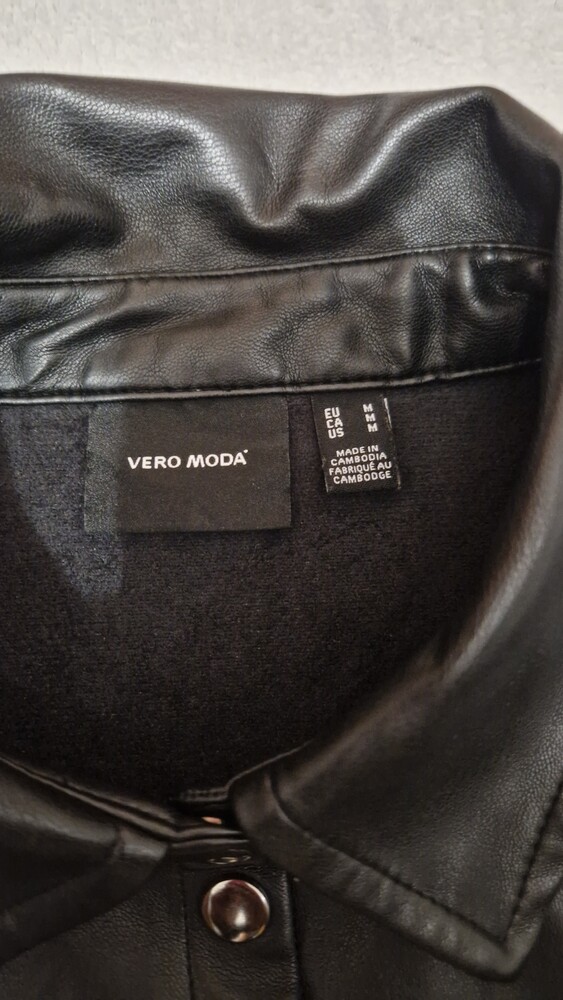 VERO MODA
EU M
CA M
US M
MADE IN
CAMBODIA
FABRIQUÉ AU
CAMBODGE